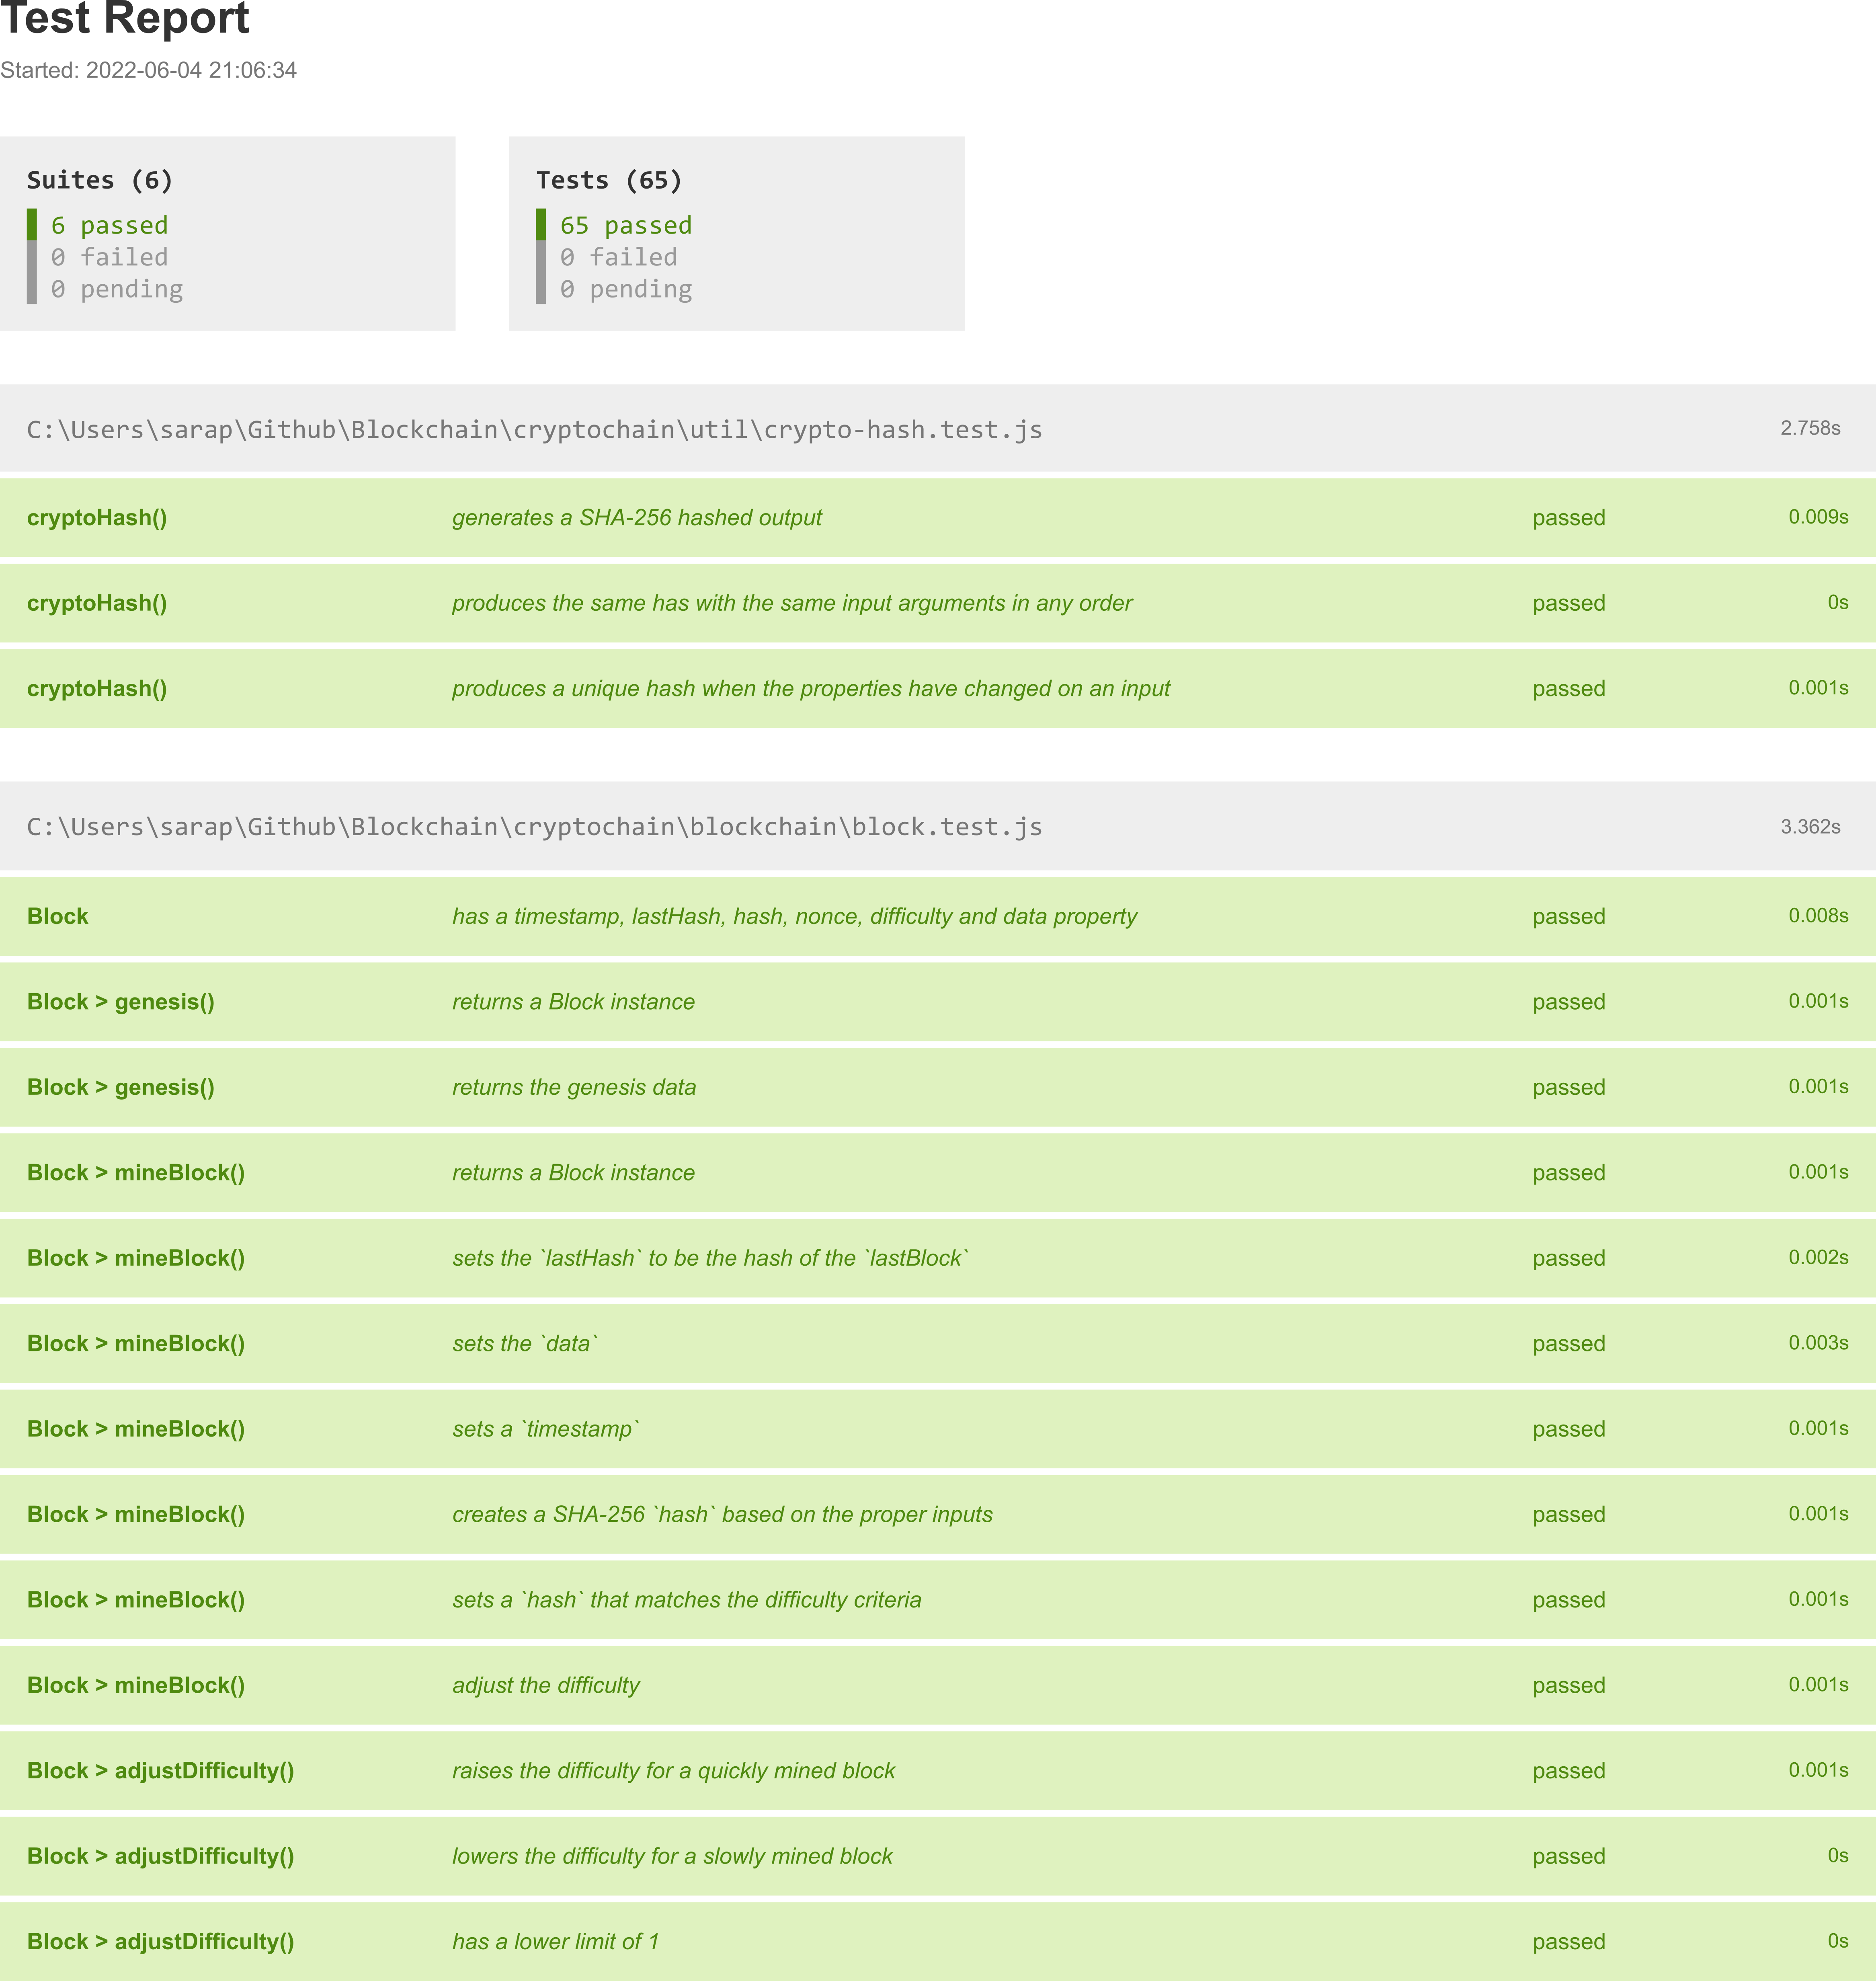 Test Report
Started: 2022-06-04 21:06:34
Suites (6)
6 passed
0 failed
0 pending
Tests (65)
65 passed
0 failed
0 pending
C:\Users\sarap\Github\Blockchain\cryptochain\util\crypto-hash.test.js 2.758s
cryptoHash() generates a SHA-256 hashed output passed 0.009s
cryptoHash() produces the same has with the same input arguments in any order passed 0s
cryptoHash() produces a unique hash when the properties have changed on an input passed 0.001s
C:\Users\sarap\Github\Blockchain\cryptochain\blockchain\block.test.js 3.362s
Block has a timestamp, lastHash, hash, nonce, difficulty and data property passed 0.008s
Block > genesis() returns a Block instance passed 0.001s
Block > genesis() returns the genesis data passed 0.001s
Block > mineBlock() returns a Block instance passed 0.001s
Block > mineBlock() sets the `lastHash` to be the hash of the `lastBlock` passed 0.002s
Block > mineBlock() sets the `data` passed 0.003s
Block > mineBlock() sets a `timestamp` passed 0.001s
Block > mineBlock() creates a SHA-256 `hash` based on the proper inputs passed 0.001s
Block > mineBlock() sets a `hash` that matches the difficulty criteria passed 0.001s
Block > mineBlock() adjust the difficulty passed 0.001s
Block > adjustDifficulty() raises the difficulty for a quickly mined block passed 0.001s
Block > adjustDifficulty() lowers the difficulty for a slowly mined block passed 0s
Block > adjustDifficulty() has a lower limit of 1 passed 0s